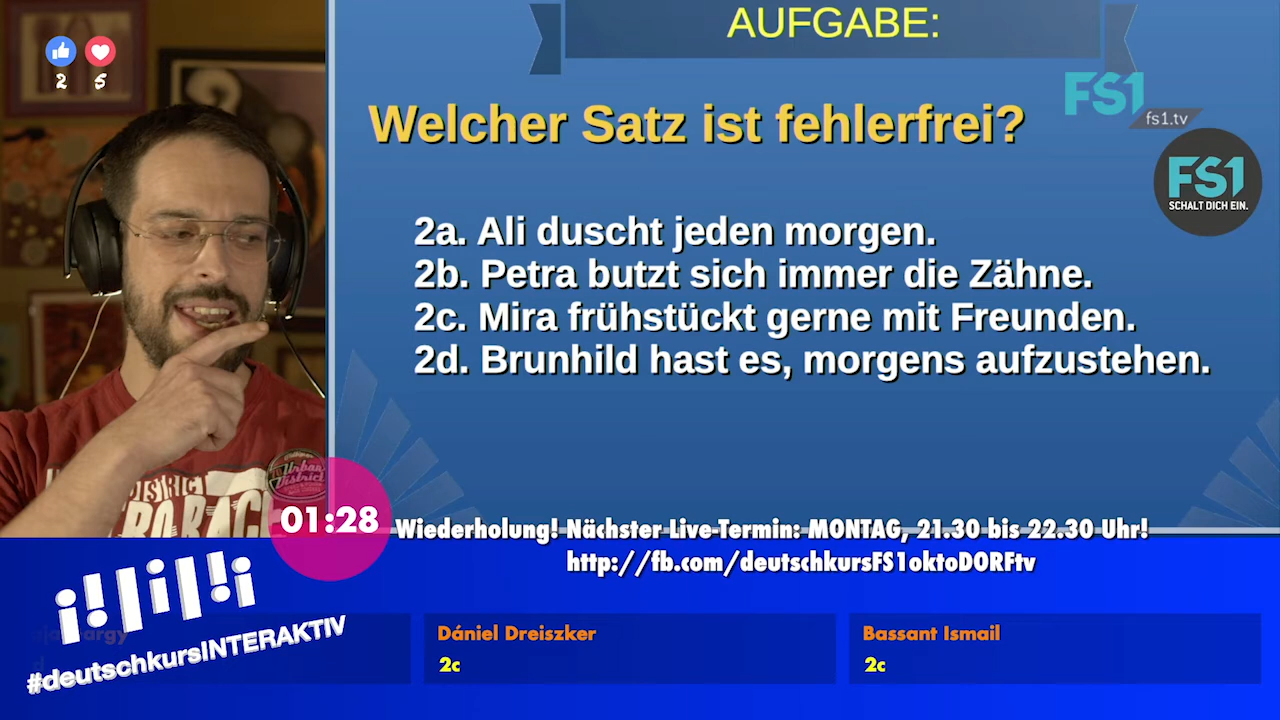 AUFGABE:
2 5
FS1
fs1.tv
Welcher Satz ist fehlerfrei?
FS1
SCHALT DICH EIN.
2a. Ali duscht jeden morgen.
2b. Petra butzt sich immer die Zähne.
2c. Mira frühstückt gerne mit Freunden.
2d. Brunhild hast es, morgens aufzustehen.
Urban
District
DISTRICT
01:28
Wiederholung! Nächster Live-Termin: MONTAG, 21.30 bis 22.30 Uhr!
http://fb.com/deutschkursFS1oktoDORFtv
#deutschkursINTERAKTIV
Dániel Dreiszker
2c
Bassant Ismail
2c